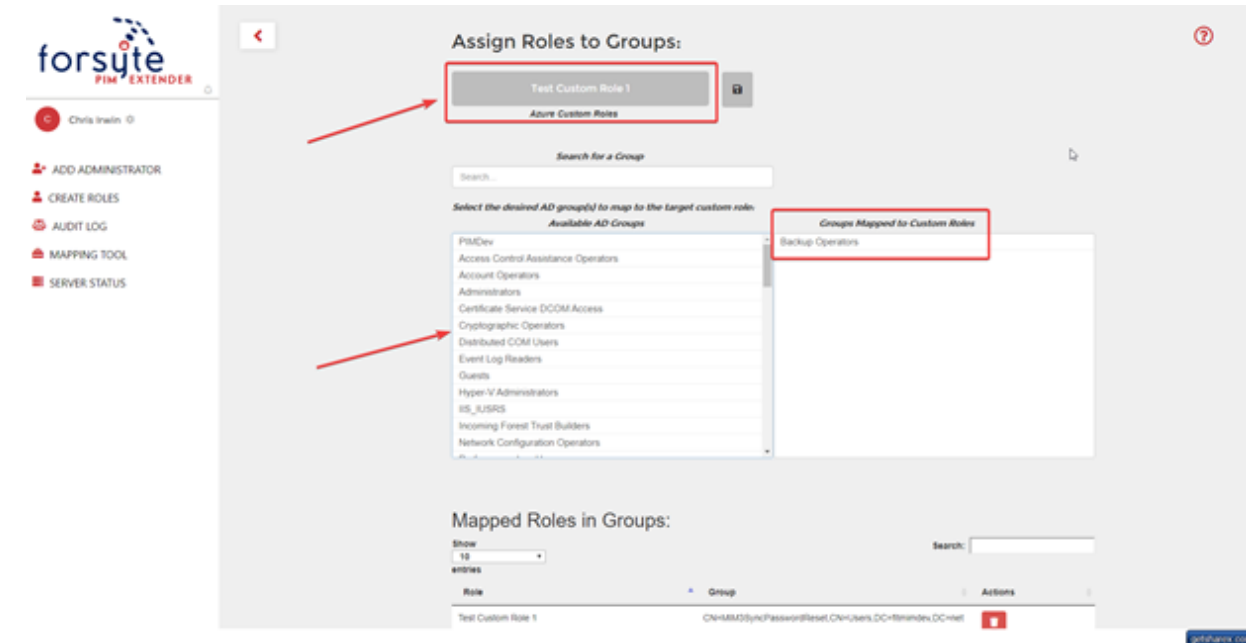 forsyte
PIM EXTENDER
C
Chris Irwin
ADD ADMINISTRATOR
CREATE ROLES
AUDIT LOG
MAPPING TOOL
SERVER STATUS
Assign Roles to Groups:
Test Custom Role 1
Azure Custom Roles
Search for a Group
Search...
Select the desired AD group(s) to map to the target custom role:
Available AD Groups
Groups Mapped to Custom Roles
PIMDev
Backup Operators
Access Control Assistance Operators
Account Operators
Administrators
Certificate Service DCOM Access
Cryptographic Operators
Distributed COM Users
Event Log Readers
Guests
Hyper-V Administrators
IIS_IUSRS
Incoming Forest Trust Builders
Network Configuration Operators
Mapped Roles in Groups:
Show
10
entries
Search:
Role Group Actions
Test Custom Role 1 CN=MIMSyncPasswordReset,CN=Users,DC=flmimdev,DC=net